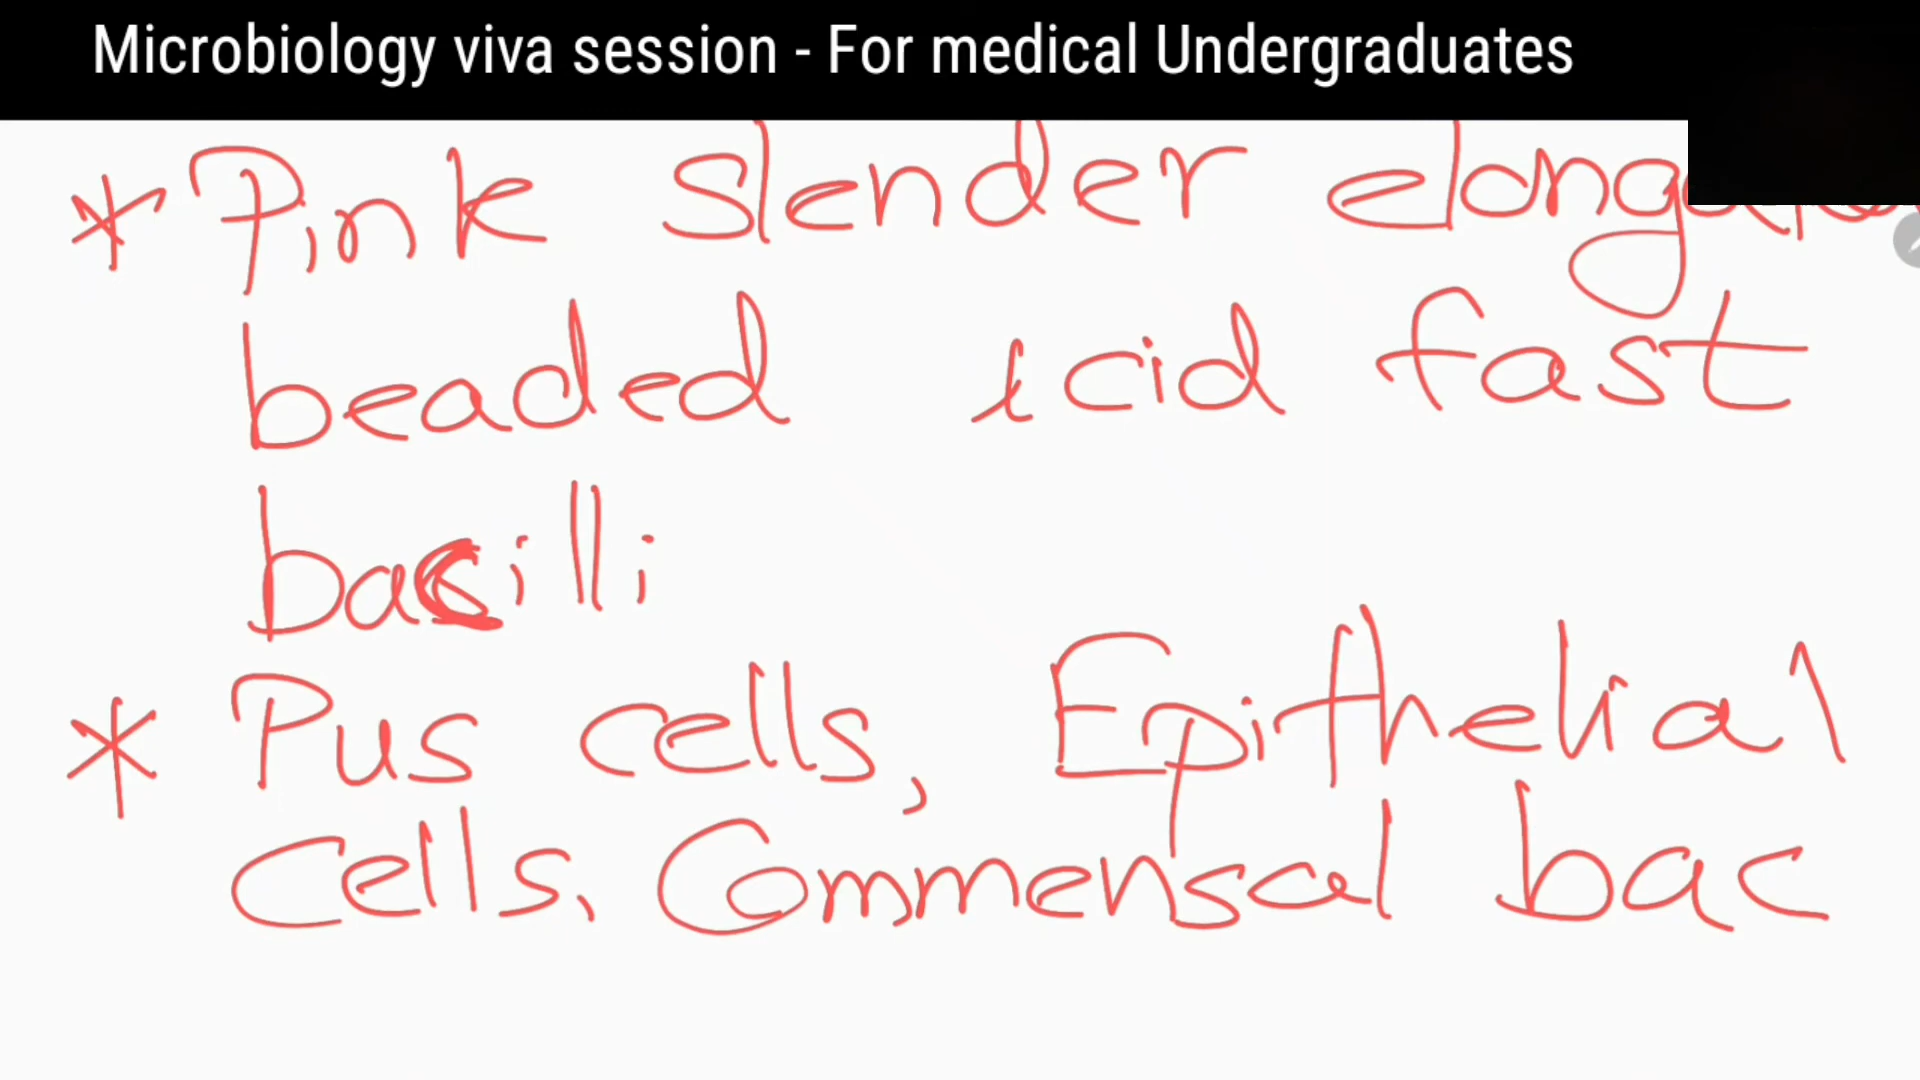 Microbiology viva session - For medical Undergraduates
* Pink slender
beaded acid fast
bacilli
* Pus cells, Epithelial
cells, Commensal bac